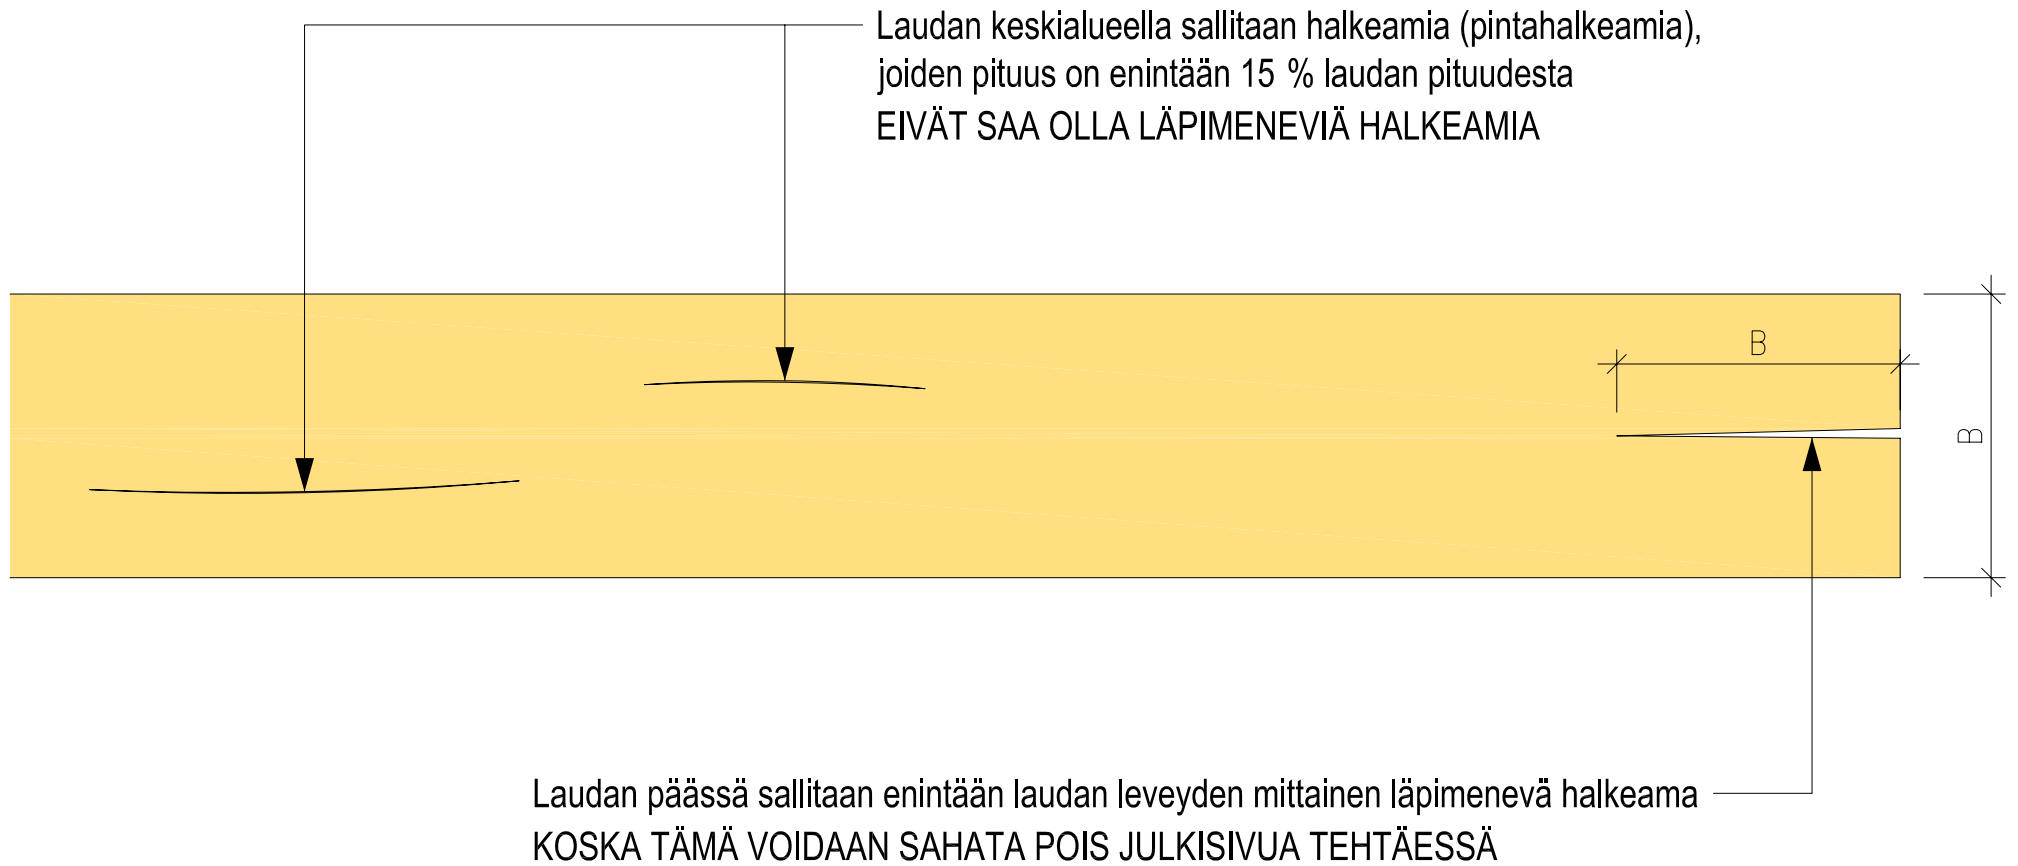 Laudan keskialueella sallitaan halkeamia (pintahalkeamia),
joiden pituus on enintään 15 % laudan pituudesta
EIVÄT SAA OLLA LÄPIMENEVIÄ HALKEAMIA
B
B
Laudan päässä sallitaan enintään laudan leveyden mittainen läpimenevä halkeama
KOSKA TÄMÄ VOIDAAN SAHATA POIS JULKISIVUA TEHTÄESSÄ